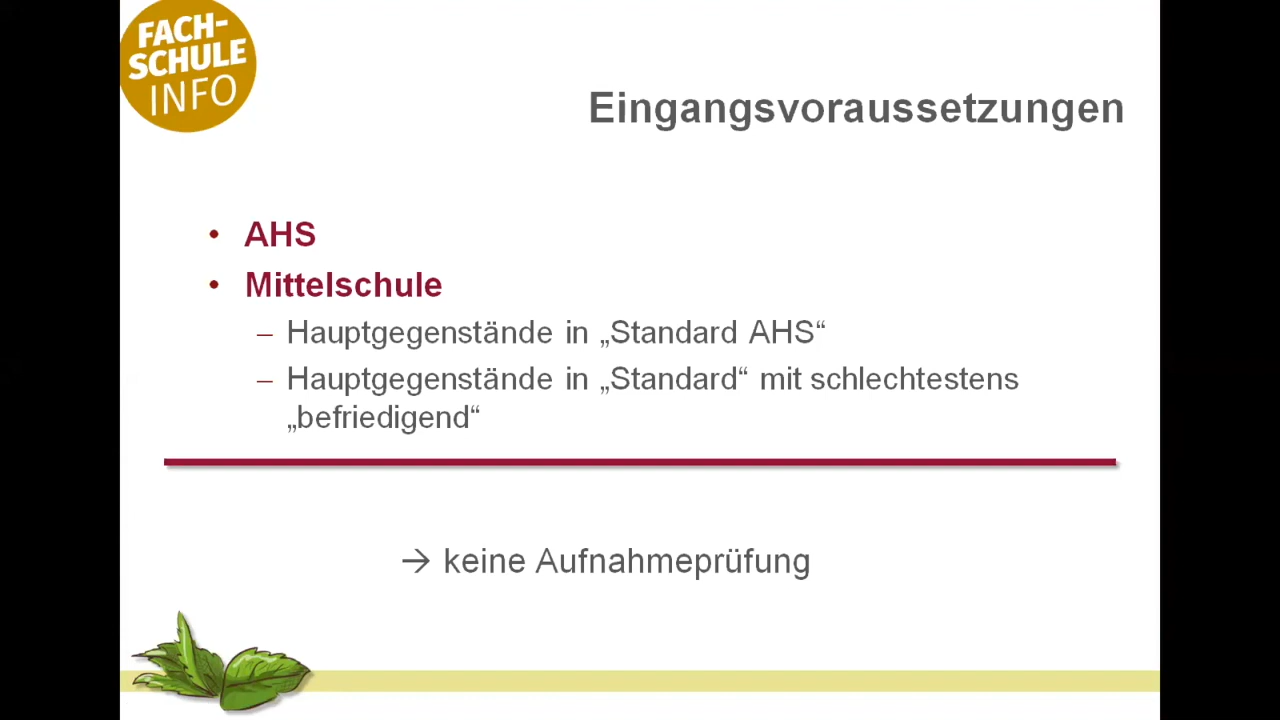 FACH-
SCHULE
INFO
Eingangsvoraussetzungen
• AHS
• Mittelschule
– Hauptgegenstände in „Standard AHS“
– Hauptgegenstände in „Standard“ mit schlechtestens
„befriedigend“
→ keine Aufnahmeprüfung